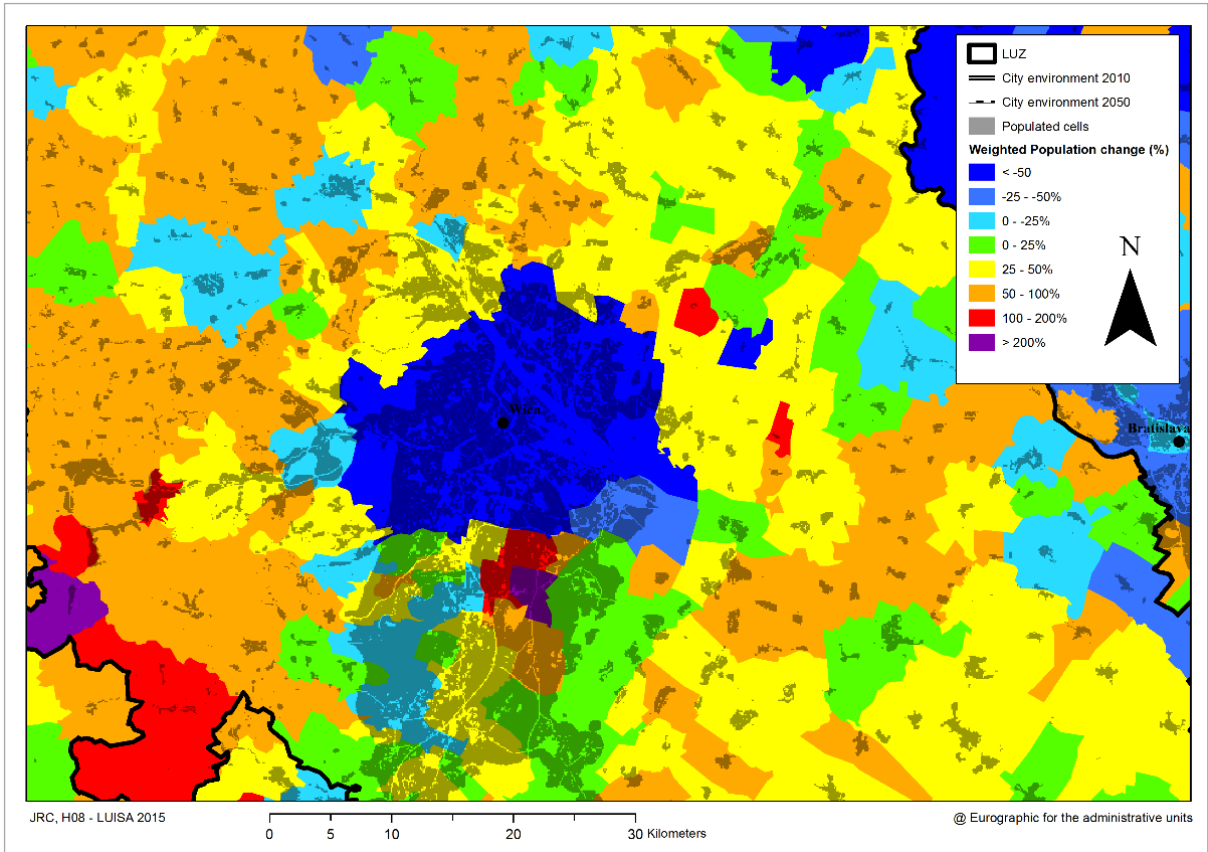 LUZ
City environment 2010
City environment 2050
Populated cells
Weighted Population change (%)
< -50
-25 - -50%
0 - -25%
0 - 25%
25 - 50%
50 - 100%
100 - 200%
> 200%
N
Bratislava
JRC, H08 - LUISA 2015
0 5 10 20 30 Kilometers
@ Eurographic for the administrative units